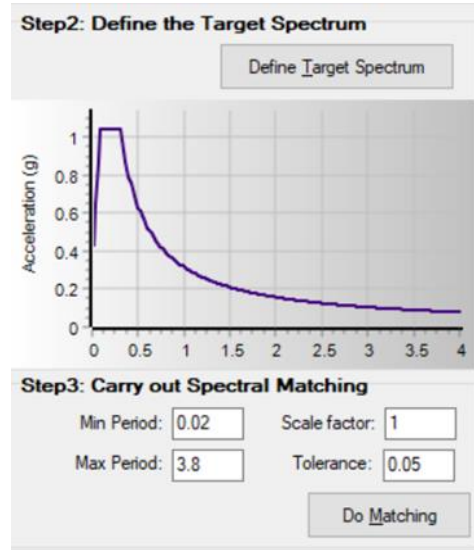 Step2: Define the Target Spectrum
Define Target Spectrum
Acceleration (g)
1
0.8
0.6
0.4
0.2
0
0 0.5 1 1.5 2 2.5 3 3.5 4
Step3: Carry out Spectral Matching
Min Period: 0.02 Scale factor: 1
Max Period: 3.8 Tolerance: 0.05
Do Matching